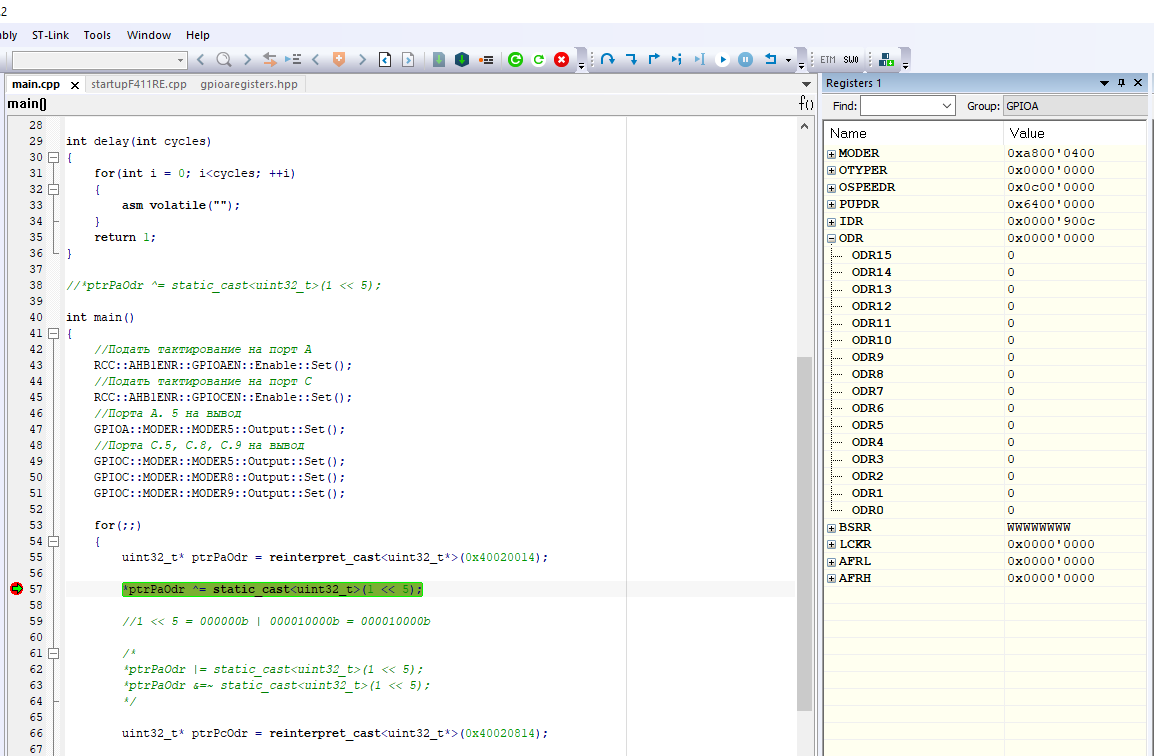 .2
bly ST-Link Tools Window Help
ETM SWO
main.cpp x startupF411RE.cpp gpioaregisters.hpp
main() f()
28
29 int delay(int cycles)
30 {
31 for(int i = 0; i<cycles; ++i)
32 {
33 asm volatile("");
34 }
35 return 1;
36 }
37
38 //*ptrPaOdr ^= static_cast<uint32_t>(1 << 5);
39
40 int main()
41 {
42 //Подать тактирование на порт А
43 RCC::AHB1ENR::GPIOAEN::Enable::Set();
44 //Подать тактирование на порт С
45 RCC::AHB1ENR::GPIOCEN::Enable::Set();
46 //Порта А. 5 на вывод
47 GPIOA::MODER::MODER5::Output::Set();
48 //Порта C.5, C.8, C.9 на вывод
49 GPIOC::MODER::MODER5::Output::Set();
50 GPIOC::MODER::MODER8::Output::Set();
51 GPIOC::MODER::MODER9::Output::Set();
52
53 for(;;)
54 {
55 uint32_t* ptrPaOdr = reinterpret_cast<uint32_t*>(0x40020014);
56
57 *ptrPaOdr ^= static_cast<uint32_t>(1 << 5);
58
59 //1 << 5 = 000000b | 000010000b = 000010000b
60
61 /*
62 *ptrPaOdr |= static_cast<uint32_t>(1 << 5);
63 *ptrPaOdr &=~ static_cast<uint32_t>(1 << 5);
64 */
65
66 uint32_t* ptrPcOdr = reinterpret_cast<uint32_t*>(0x40020814);
67
Registers 1
Find: Group: GPIOA
Name Value
MODER 0xa800'0400
OTYPER 0x0000'0000
OSPEEDR 0x0c00'0000
PUPDR 0x6400'0000
IDR 0x0000'900c
ODR 0x0000'0000
ODR15 0
ODR14 0
ODR13 0
ODR12 0
ODR11 0
ODR10 0
ODR9 0
ODR8 0
ODR7 0
ODR6 0
ODR5 0
ODR4 0
ODR3 0
ODR2 0
ODR1 0
ODR0 0
BSRR WWWWWWWW
LCKR 0x0000'0000
AFRL 0x0000'0000
AFRH 0x0000'0000